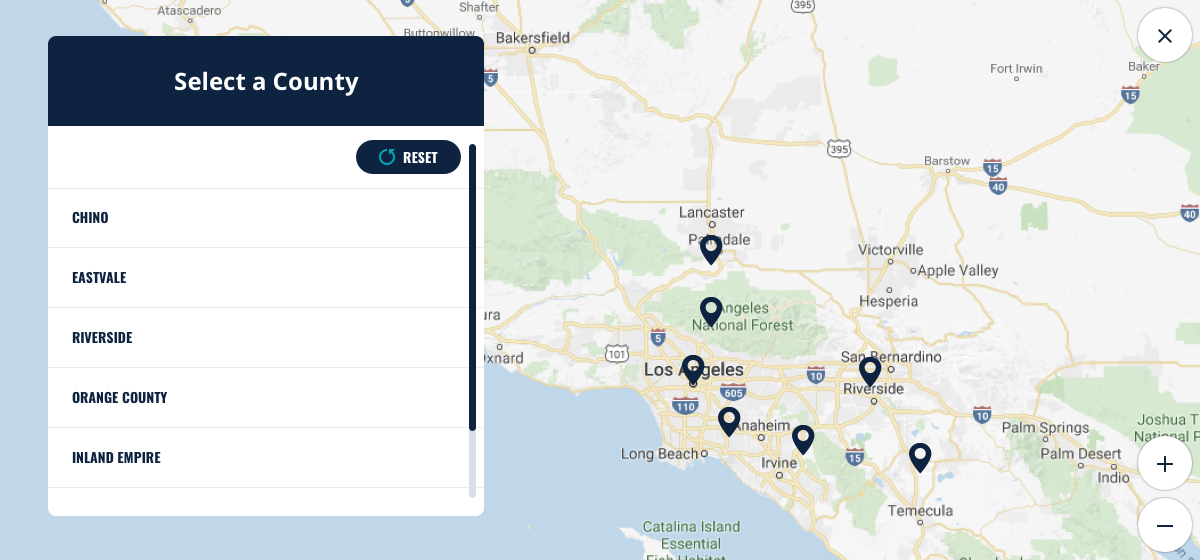 Select a County
RESET
CHINO
EASTVALE
RIVERSIDE
ORANGE COUNTY
INLAND EMPIRE
Atascadero
Shafter
Buttonwillow
Bakersfield
5
395
Fort Irwin
Baker
15
395
Barstow
15
40
40
Lancaster
Palmdale
Victorville
Apple Valley
Hesperia
Angeles
National Forest
5
101
Los Angeles
San Bernardino
10
605
110
Riverside
Anaheim
10
Palm Springs
Joshua T
National F
Long Beach
Irvine
15
Palm Desert
Indio
Temecula
Catalina Island
Essential
Fish Habitat